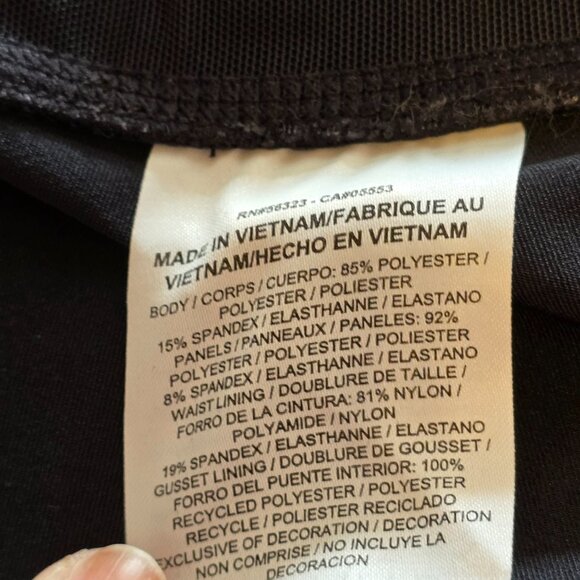 RN#56323 - CA#05553
MADE IN VIETNAM/FABRIQUE AU
VIETNAM/HECHO EN VIETNAM
BODY / CORPS / CUERPO: 85% POLYESTER /
POLYESTER / POLIESTER
15% SPANDEX / ELASTHANNE / ELASTANO
PANELS / PANNEAUX / PANELES: 92%
POLYESTER / POLYESTER / POLIESTER
8% SPANDEX / ELASTHANNE / ELASTANO
WAIST LINING / DOUBLURE DE TAILLE /
FORRO DE LA CINTURA: 81% NYLON /
POLYAMIDE / NYLON
19% SPANDEX / ELASTHANNE / ELASTANO
GUSSET LINING / DOUBLURE DE GOUSSET /
FORRO DEL PUENTE INTERIOR: 100%
RECYCLED POLYESTER / POLYESTER
RECYCLE / POLIESTER RECICLADO
EXCLUSIVE OF DECORATION / DECORATION
NON COMPRISE / NO INCLUYE LA
DECORACION